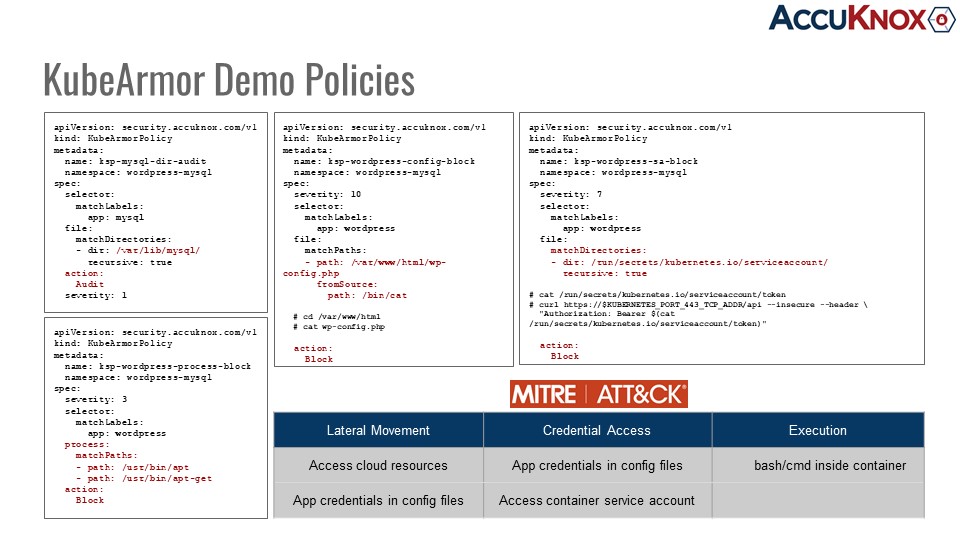 AccuKnox
KubeArmor Demo Policies
apiVersion: security.accuknox.com/v1
kind: KubeArmorPolicy
metadata:
  name: ksp-mysql-dir-audit
  namespace: wordpress-mysql
spec:
  selector:
    matchLabels:
      app: mysql
  file:
    matchDirectories:
    - dir: /var/lib/mysql/
      recursive: true
  action:
    Audit
  severity: 1
apiVersion: security.accuknox.com/v1
kind: KubeArmorPolicy
metadata:
  name: ksp-wordpress-process-block
  namespace: wordpress-mysql
spec:
  severity: 3
  selector:
    matchLabels:
      app: wordpress
  process:
    matchPaths:
    - path: /usr/bin/apt
    - path: /usr/bin/apt-get
  action:
    Block
apiVersion: security.accuknox.com/v1
kind: KubeArmorPolicy
metadata:
  name: ksp-wordpress-config-block
  namespace: wordpress-mysql
spec:
  severity: 10
  selector:
    matchLabels:
      app: wordpress
  file:
    matchPaths:
    - path: /var/www/html/wp-
config.php
      fromSource:
        path: /bin/cat
  # cd /var/www/html
  # cat wp-config.php
  action:
    Block
apiVersion: security.accuknox.com/v1
kind: KubeArmorPolicy
metadata:
  name: ksp-wordpress-sa-block
  namespace: wordpress-mysql
spec:
  severity: 7
  selector:
    matchLabels:
      app: wordpress
  file:
    matchDirectories:
    - dir: /run/secrets/kubernetes.io/serviceaccount/
      recursive: true
# cat /run/secrets/kubernetes.io/serviceaccount/token
# curl https://$KUBERNETES_PORT_443_TCP_ADDR/api --insecure --header \
  "Authorization: Bearer $(cat
/run/secrets/kubernetes.io/serviceaccount/token)"
  action:
    Block
MITRE | ATT&CK®
Lateral Movement Credential Access Execution
Access cloud resources App credentials in config files bash/cmd inside container
App credentials in config files Access container service account